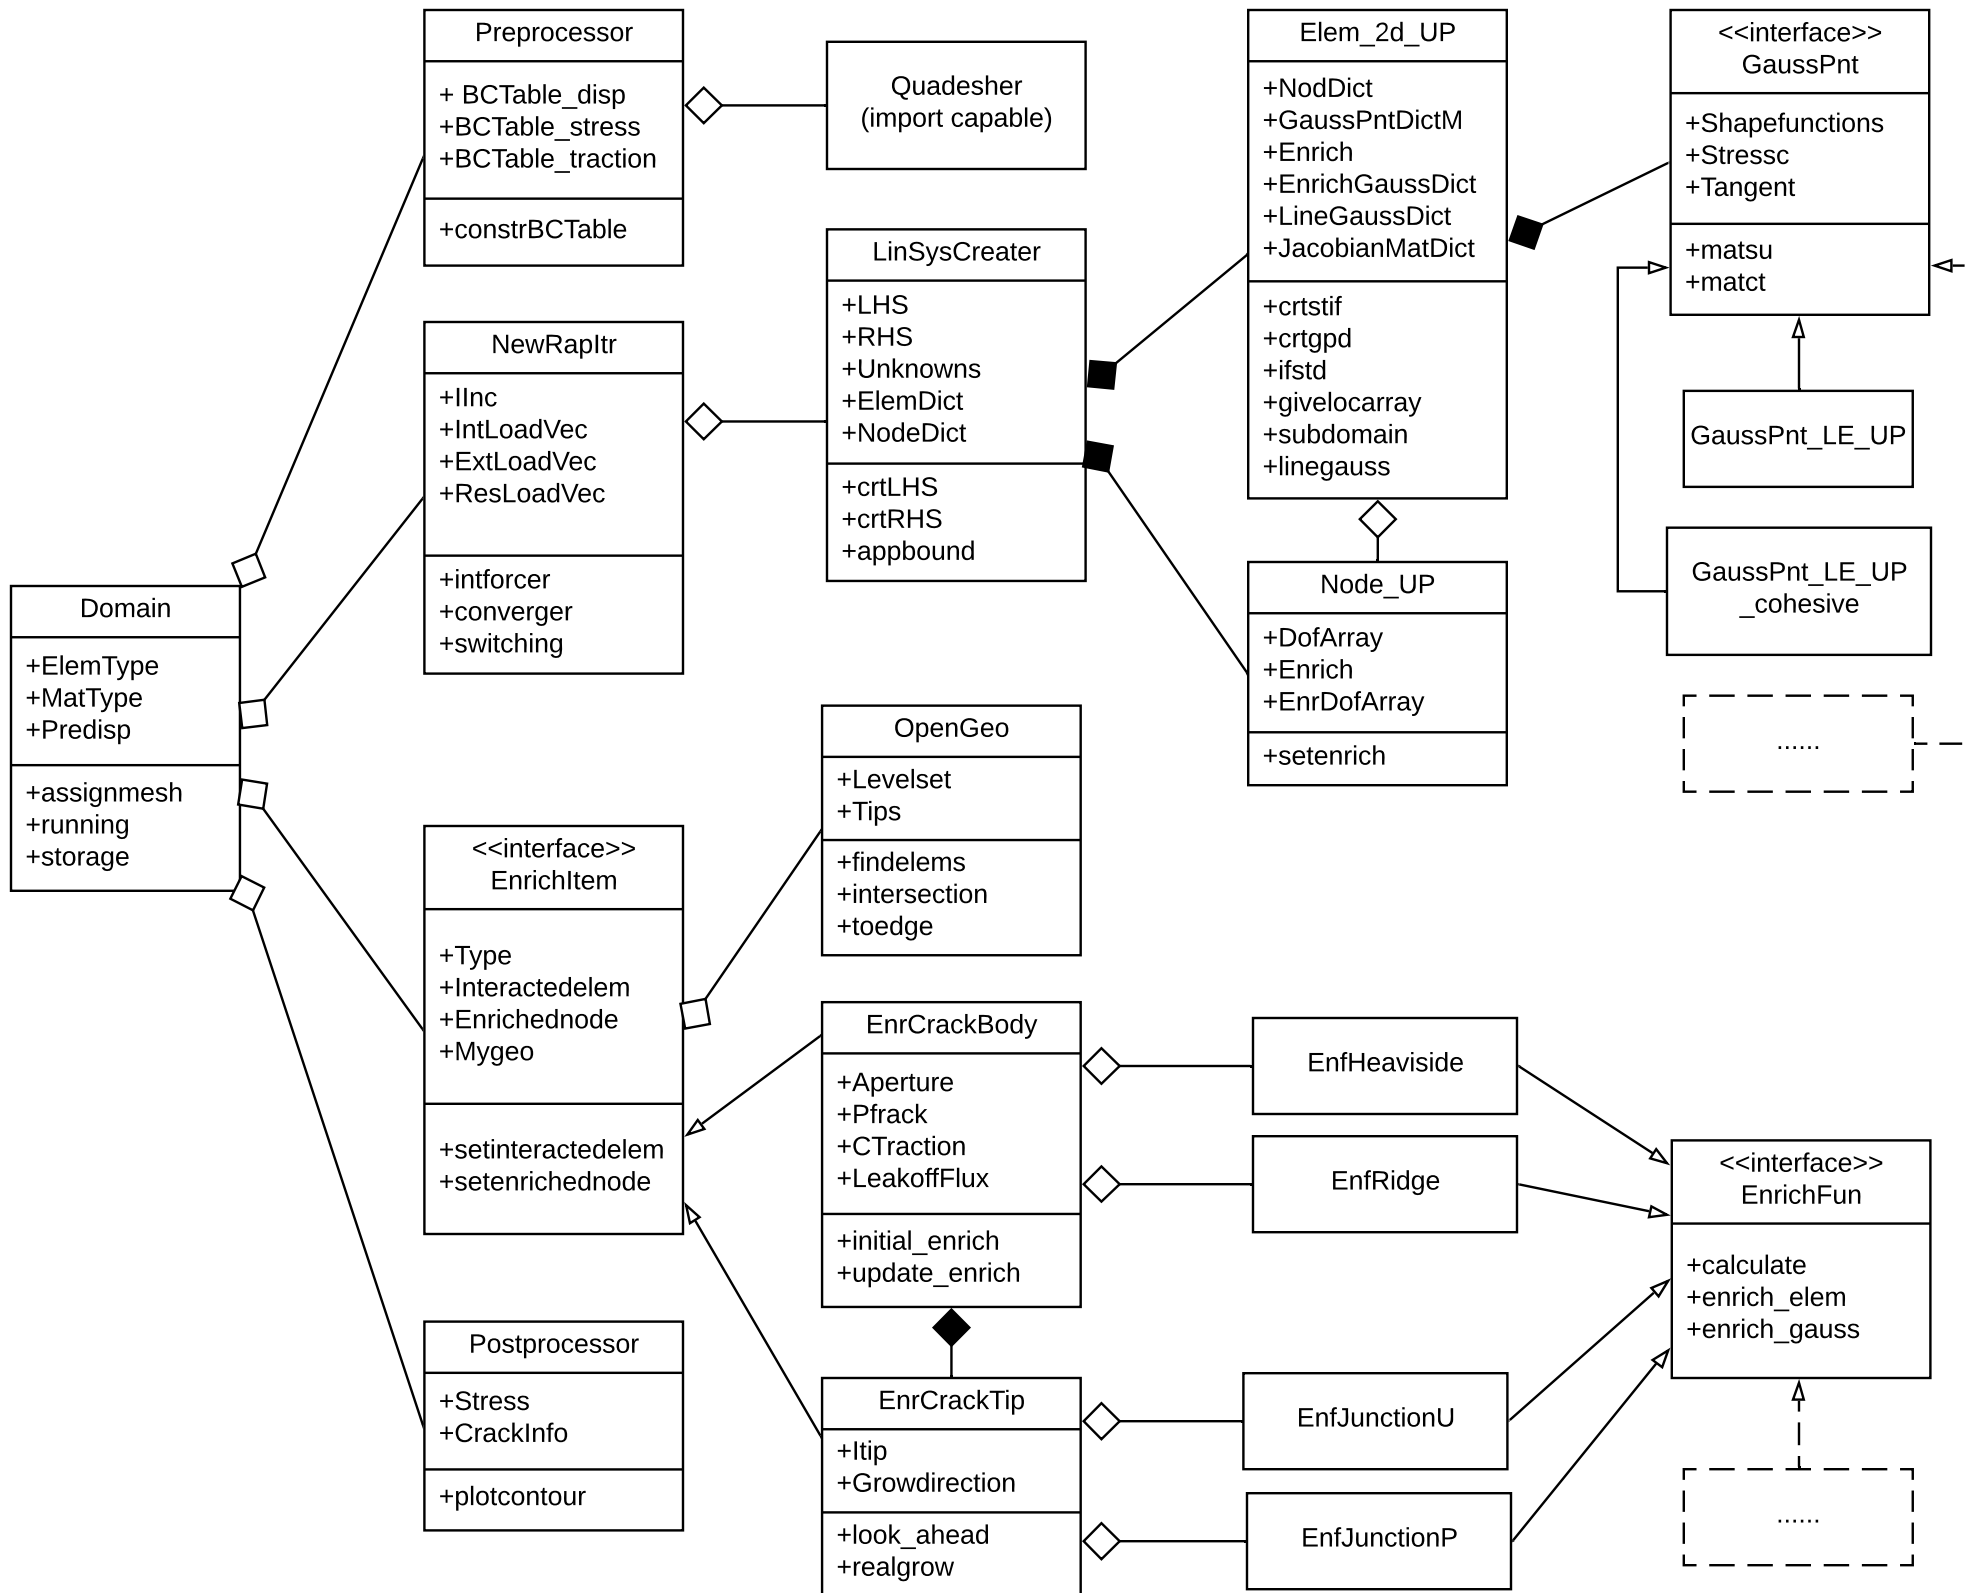 Preprocessor
+ BCTable_disp
+BCTable_stress
+BCTable_traction
+constrBCTable
Quadesher
(import capable)
Elem_2d_UP
+NodDict
+GaussPntDictM
+Enrich
+EnrichGaussDict
+LineGaussDict
+JacobianMatDict
+crtstif
+crtgpd
+ifstd
+givelocarray
+subdomain
+linegauss
<<interface>>
GaussPnt
+Shapefunctions
+Stressc
+Tangent
+matsu
+matct
LinSysCreater
+LHS
+RHS
+Unknowns
+ElemDict
+NodeDict
+crtLHS
+crtRHS
+appbound
NewRapItr
+IInc
+IntLoadVec
+ExtLoadVec
+ResLoadVec
+intforcer
+converger
+switching
GaussPnt_LE_UP
GaussPnt_LE_UP
_cohesive
......
Node_UP
+DofArray
+Enrich
+EnrDofArray
+setenrich
Domain
+ElemType
+MatType
+Predisp
+assignmesh
+running
+storage
OpenGeo
+Levelset
+Tips
+findelems
+intersection
+toedge
<<interface>>
EnrichItem
+Type
+Interactedelem
+Enrichednode
+Mygeo
+setinteractedelem
+setenrichednode
EnrCrackBody
+Aperture
+Pfrack
+CTraction
+LeakoffFlux
+initial_enrich
+update_enrich
EnfHeaviside
EnfRidge
<<interface>>
EnrichFun
+calculate
+enrich_elem
+enrich_gauss
Postprocessor
+Stress
+CrackInfo
+plotcontour
EnrCrackTip
+Itip
+Growdirection
+look_ahead
+realgrow
EnfJunctionU
EnfJunctionP
......